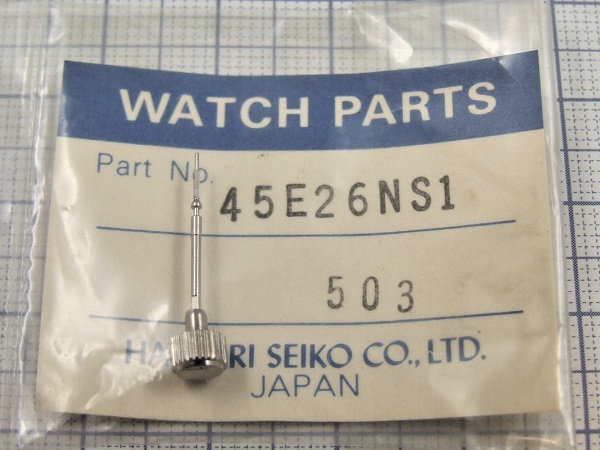 WATCH PARTS
Part No. 45E26NS1
503
SEIKO CO., LTD.
JAPAN